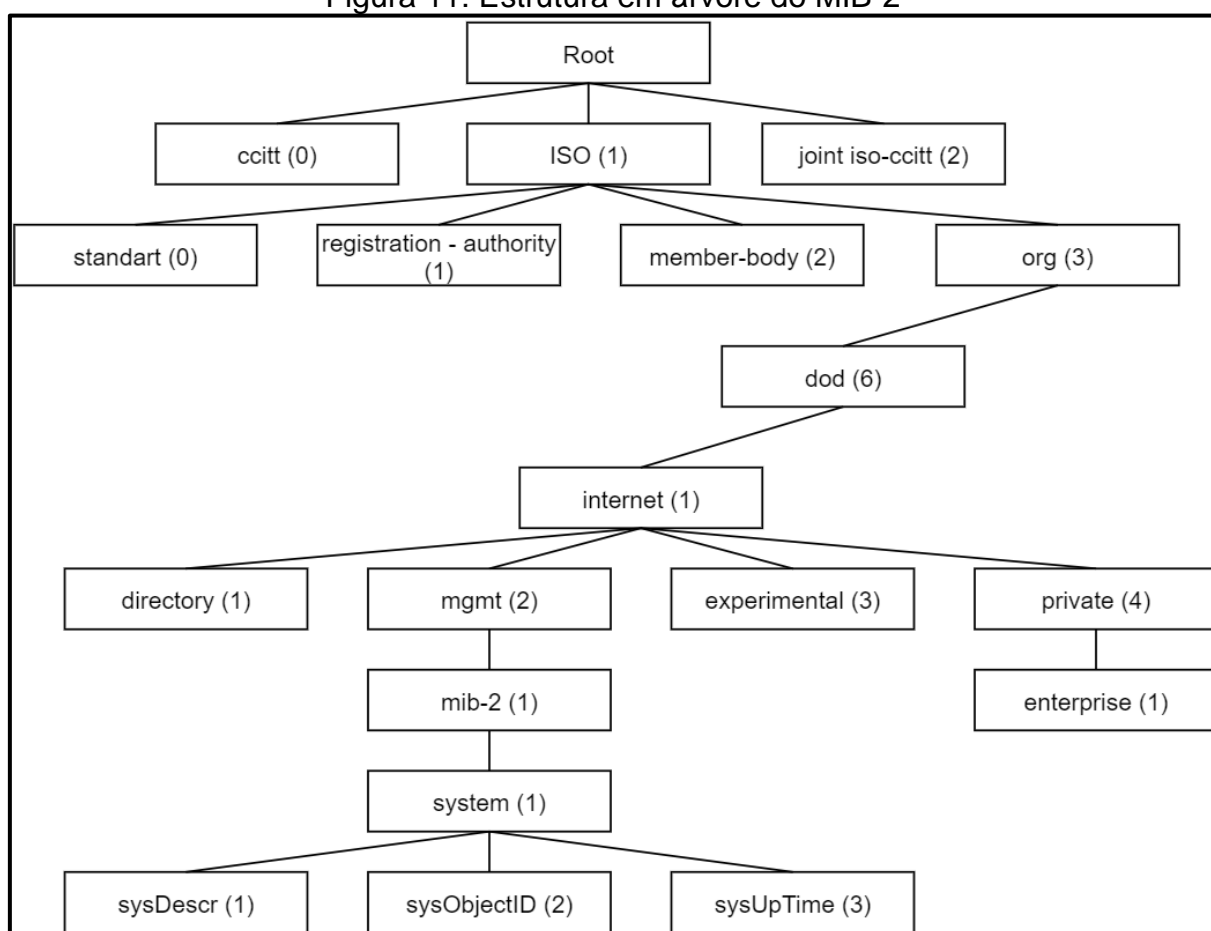 Figura 11: Estrutura em árvore do MIB-2
Root
ccitt (0)
ISO (1)
joint iso-ccitt (2)
standart (0)
registration - authority
(1)
member-body (2)
org (3)
dod (6)
internet (1)
directory (1)
mgmt (2)
experimental (3)
private (4)
mib-2 (1)
enterprise (1)
system (1)
sysDescr (1)
sysObjectID (2)
sysUpTime (3)